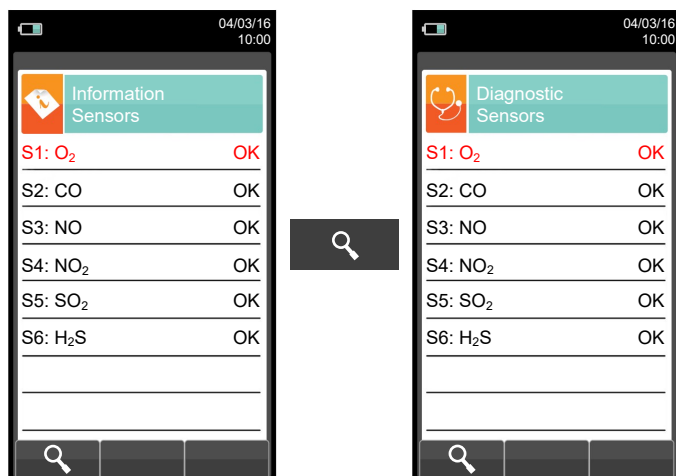 04/03/16
10:00
Information
Sensors
S1: O₂ OK
S2: CO OK
S3: NO OK
S4: NO₂ OK
S5: SO₂ OK
S6: H₂S OK
04/03/16
10:00
Diagnostic
Sensors
S1: O₂ OK
S2: CO OK
S3: NO OK
S4: NO₂ OK
S5: SO₂ OK
S6: H₂S OK